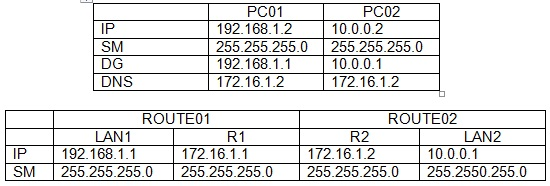 PC01 PC02
IP 192.168.1.2 10.0.0.2
SM 255.255.255.0 255.255.255.0
DG 192.168.1.1 10.0.0.1
DNS 172.16.1.2 172.16.1.2
ROUTE01 ROUTE02
LAN1 R1 R2 LAN2
IP 192.168.1.1 172.16.1.1 172.16.1.2 10.0.0.1
SM 255.255.255.0 255.255.255.0 255.255.255.0 255.2550.255.0